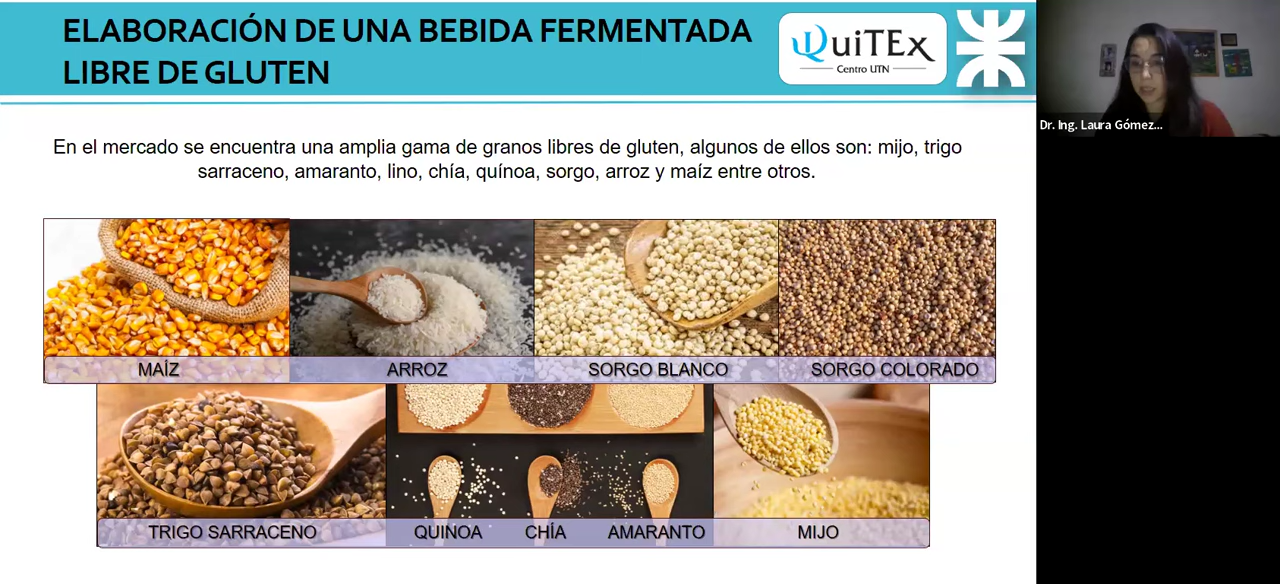 ELABORACIÓN DE UNA BEBIDA FERMENTADA
LIBRE DE GLUTEN
QuiTEx
Centro UTN
Dr. Ing. Laura Gómez...
En el mercado se encuentra una amplia gama de granos libres de gluten, algunos de ellos son: mijo, trigo
sarraceno, amaranto, lino, chía, quínoa, sorgo, arroz y maíz entre otros.
MAÍZ
ARROZ
SORGO BLANCO
SORGO COLORADO
TRIGO SARRACENO
QUINOA
CHÍA
AMARANTO
MIJO